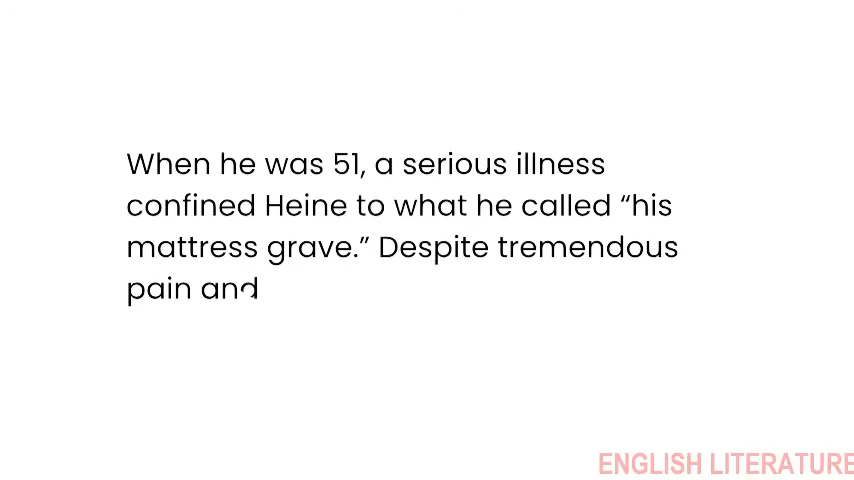 When he was 51, a serious illness
confined Heine to what he called “his
mattress grave.” Despite tremendous
pain and
ENGLISH LITERATURE